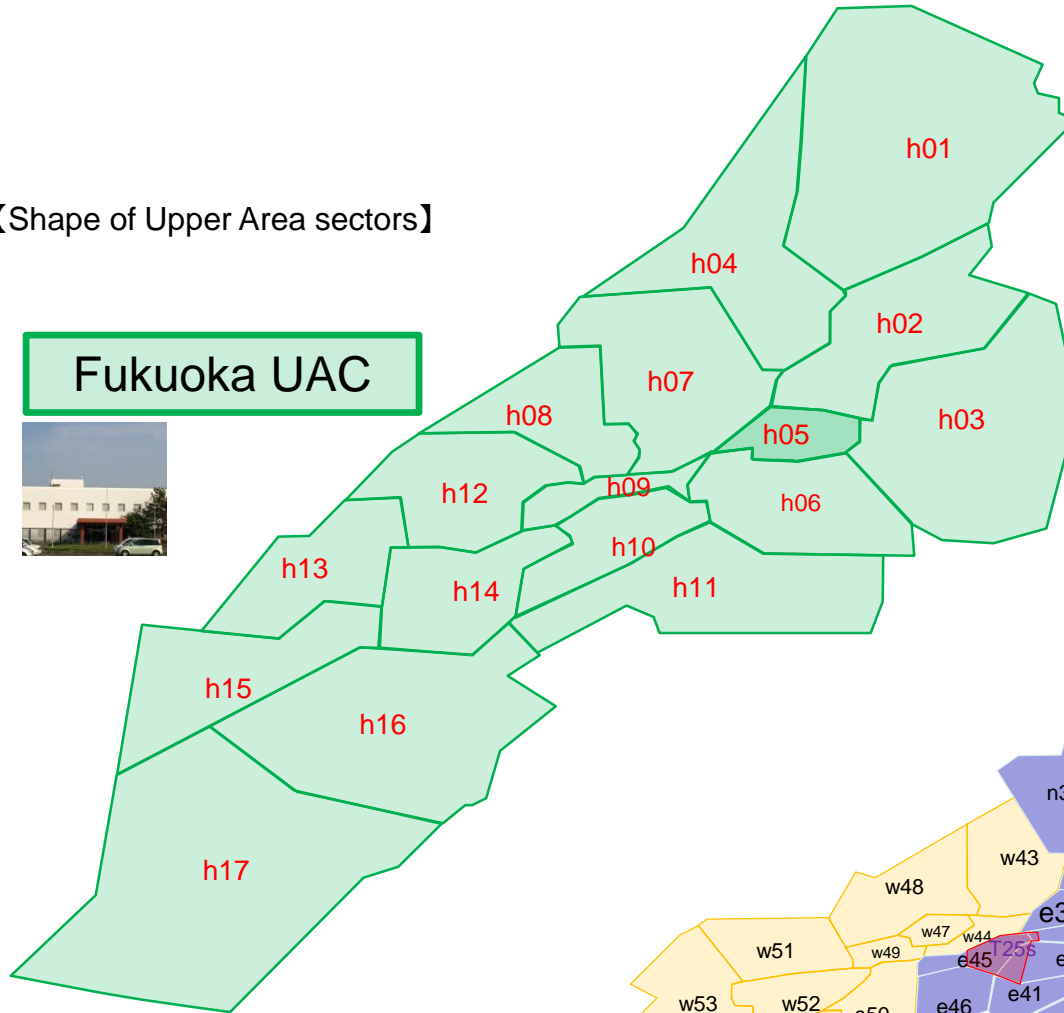 h01
【Shape of Upper Area sectors】
h04
h02
Fukuoka UAC
h07
h08
h03
h05
h12
h09
h06
h10
h13
h14
h11
h15
h16
h17
w43
w48
w47
w44
T25s
w51
w49
e45
w53
w52
e46
e41